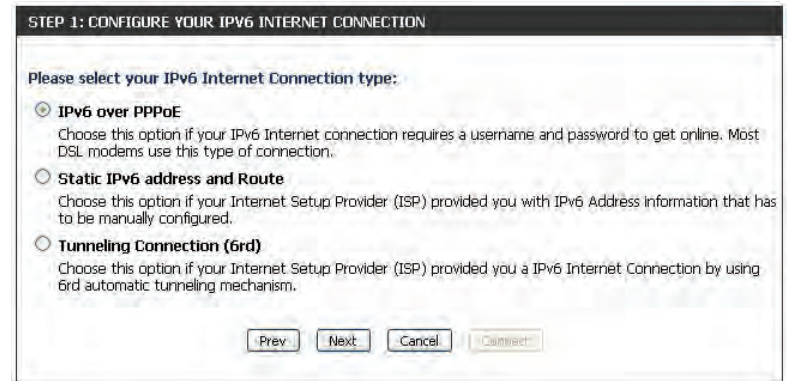 STEP 1: CONFIGURE YOUR IPV6 INTERNET CONNECTION
Please select your IPv6 Internet Connection type:
IPv6 over PPPoE
Choose this option if your IPv6 Internet connection requires a username and password to get online. Most
DSL modems use this type of connection.
Static IPv6 address and Route
Choose this option if your Internet Setup Provider (ISP) provided you with IPv6 Address information that has
to be manually configured.
Tunneling Connection (6rd)
Choose this option if your Internet Setup Provider (ISP) provided you a IPv6 Internet Connection by using
6rd automatic tunneling mechanism.
Prev Next Cancel Connect